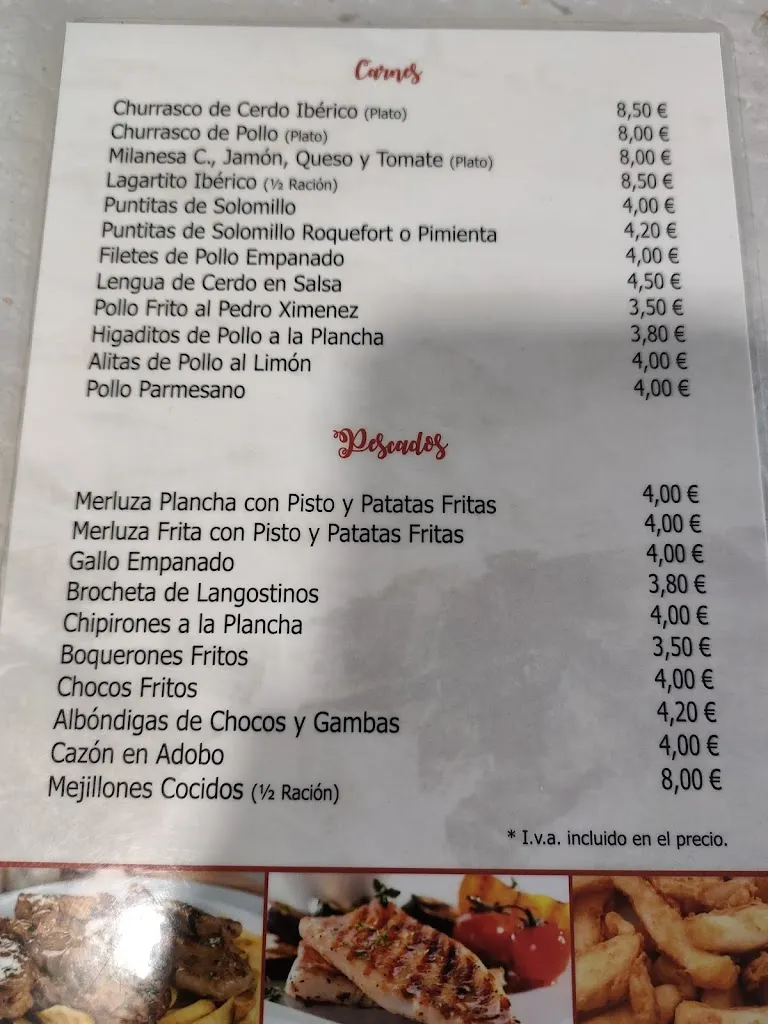 Carnes
Churrasco de Cerdo Ibérico (Plato) 8,50 €
Churrasco de Pollo (Plato) 8,00 €
Milanesa C., Jamón, Queso y Tomate (Plato) 8,00 €
Lagartito Ibérico (½ Ración) 8,50 €
Puntitas de Solomillo 4,00 €
Puntitas de Solomillo Roquefort o Pimienta 4,20 €
Filetes de Pollo Empanado 4,00 €
Lengua de Cerdo en Salsa 4,50 €
Pollo Frito al Pedro Ximenez 3,50 €
Higaditos de Pollo a la Plancha 3,80 €
Alitas de Pollo al Limón 4,00 €
Pollo Parmesano 4,00 €
Pescados
Merluza Plancha con Pisto y Patatas Fritas 4,00 €
Merluza Frita con Pisto y Patatas Fritas 4,00 €
Gallo Empanado 4,00 €
Brocheta de Langostinos 3,80 €
Chipirones a la Plancha 4,00 €
Boquerones Fritos 3,50 €
Chocos Fritos 4,00 €
Albóndigas de Chocos y Gambas 4,20 €
Cazón en Adobo 4,00 €
Mejillones Cocidos (½ Ración) 8,00 €
* I.v.a. incluido en el precio.